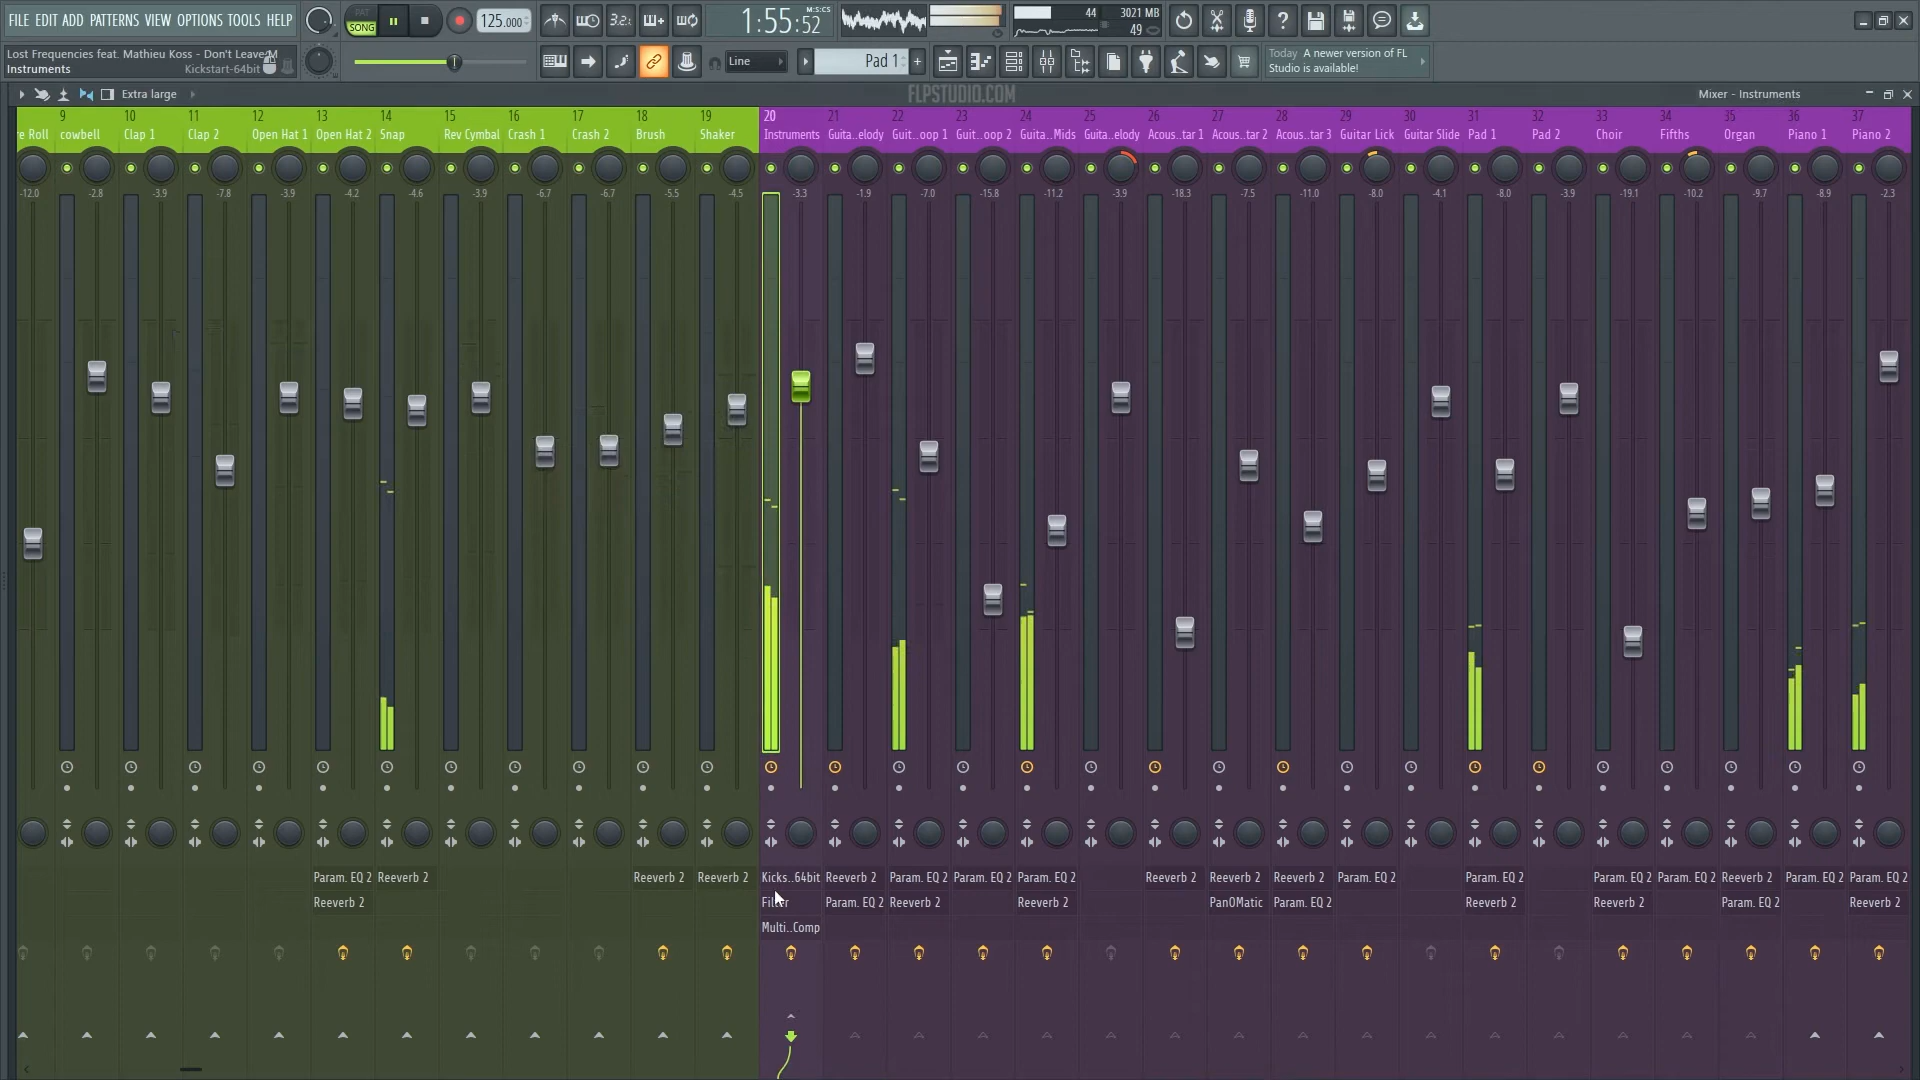 FILE EDIT ADD PATTERNS VIEW OPTIONS TOOLS HELP
PAT
SONG
125.000
3.2.
1:55:52
M:S:CS
44
3021 MB
49
Lost Frequencies feat. Mathieu Koss - Don't Leave M
Instruments
Kickstart-64bit
Line
Pad 1
Today A newer version of FL
Studio is available!
Extra large
FLPSTUDIO.COM
Mixer - Instruments
9 10 11 12 13 14 15 16 17 18 19 20 21 22 23 24 25 26 27 28 29 30 31 32 33 34 35 36 37
e Roll cowbell Clap 1 Clap 2 Open Hat 1 Open Hat 2 Snap Rev Cymbal Crash 1 Crash 2 Brush Shaker Instruments Guita..elody Guit..oop 1 Guit..oop 2 Guita..Mids Guita..elody Acous..tar 1 Acous..tar 2 Acous..tar 3 Guitar Lick Guitar Slide Pad 1 Pad 2 Choir Fifths Organ Piano 1 Piano 2
-12.0 -2.8 -3.9 -7.8 -3.9 -4.2 -4.6 -3.9 -6.7 -6.7 -5.5 -4.5 -3.3 -1.9 -7.0 -15.8 -11.2 -3.9 -18.3 -7.5 -11.0 -8.0 -4.1 -8.0 -3.9 -19.1 -10.2 -9.7 -8.9 -2.3
Param. EQ 2 Reeverb 2 Reeverb 2 Reeverb 2 Kicks..64bit Reeverb 2 Param. EQ 2 Param. EQ 2 Param. EQ 2 Reeverb 2 Reeverb 2 Reeverb 2 Param. EQ 2 Param. EQ 2 Param. EQ 2 Param. EQ 2 Reeverb 2 Param. EQ 2 Param. EQ 2
Reeverb 2 Param. EQ 2 Reeverb 2 Reeverb 2 PanOMatic Param. EQ 2 Reeverb 2 Reeverb 2 Param. EQ 2 Reeverb 2
Multi..Comp